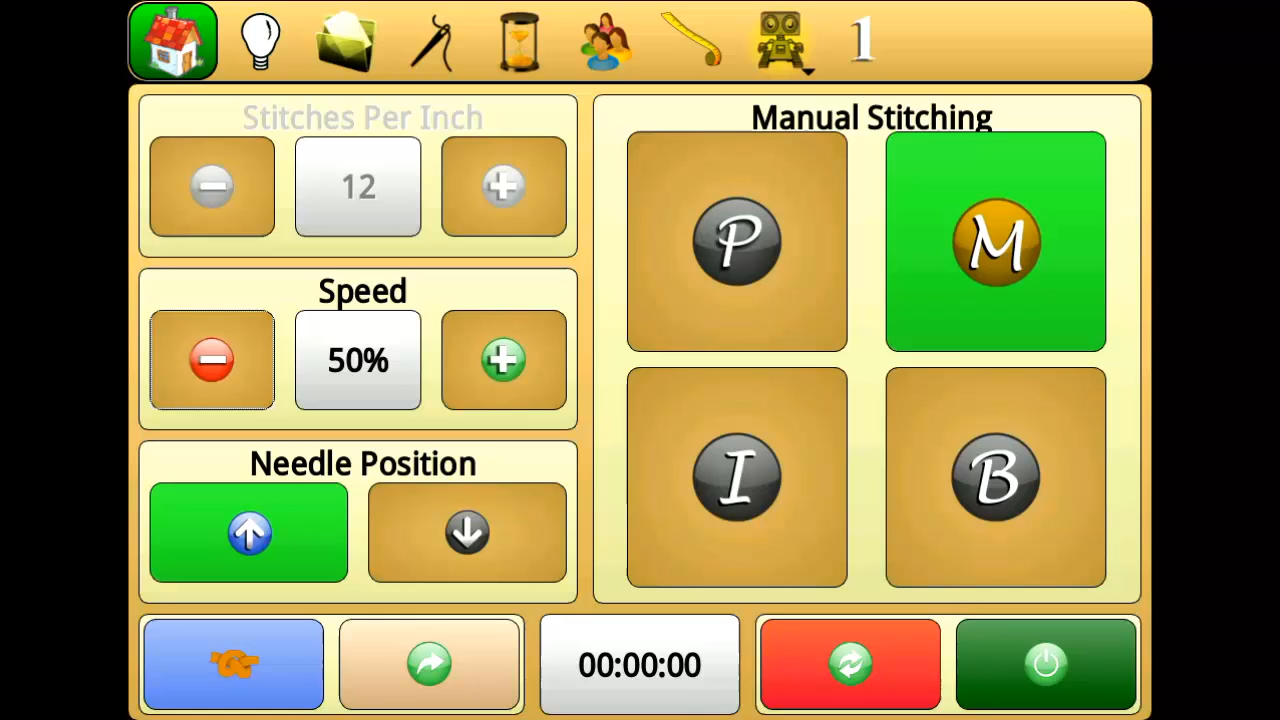 1
Stitches Per Inch
12
Speed
50%
Needle Position
Manual Stitching
P
M
I
B
00:00:00